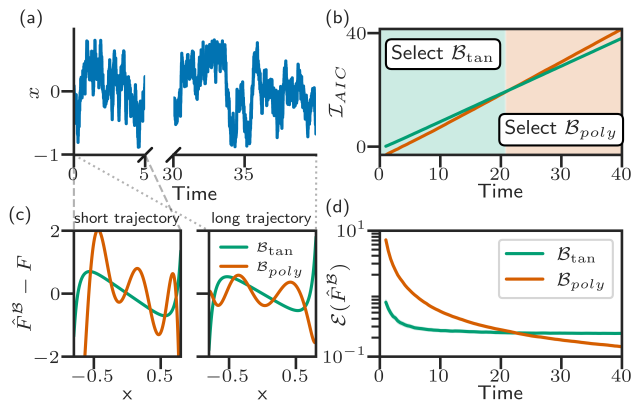 (a)
x
0
−1
0
5
30
35
Time
(b)
I_AIC
40
0
Select B_tan
Select B_poly
0
10
20
30
40
Time
(c)
short trajectory
long trajectory
F̂^B − F
2
0
−2
B_tan
B_poly
−0.5
0.5
−0.5
0.5
x
x
(d)
E(F̂^B)
10^1
10^−1
B_tan
B_poly
0
10
20
30
40
Time